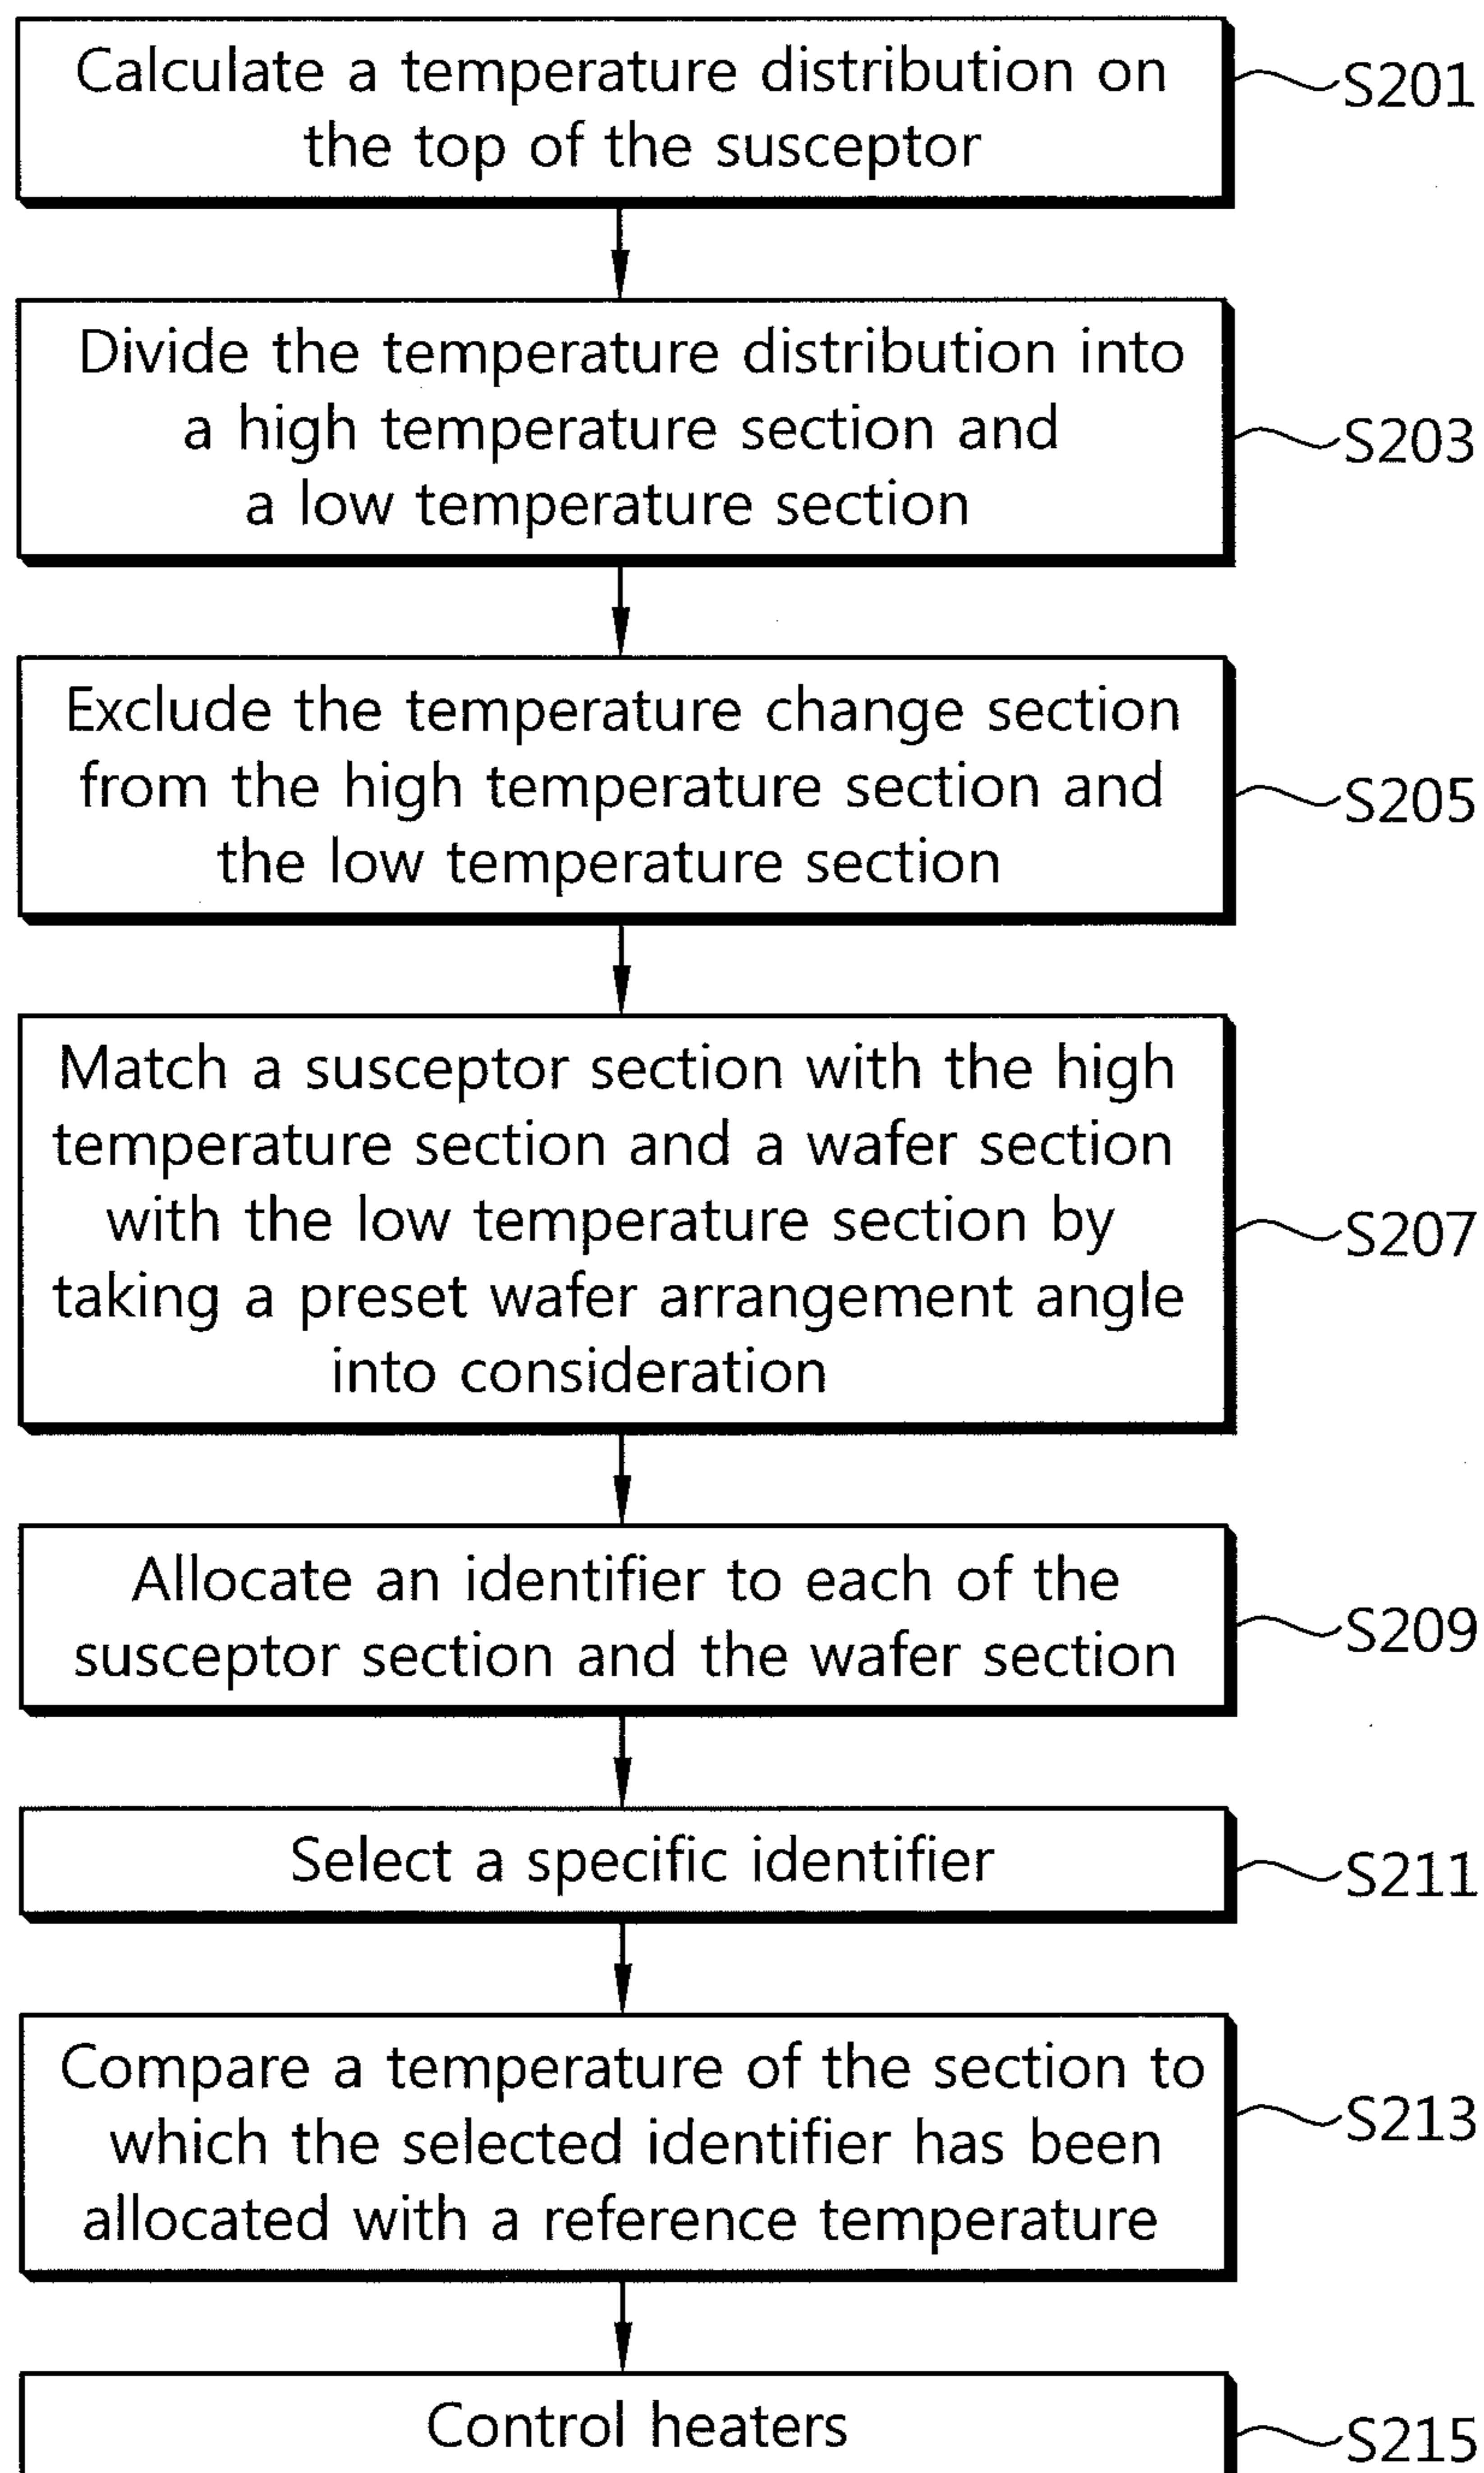 Calculate a temperature distribution on
the top of the susceptor
S201
Divide the temperature distribution into
a high temperature section and
a low temperature section
S203
Exclude the temperature change section
from the high temperature section and
the low temperature section
S205
Match a susceptor section with the high
temperature section and a wafer section
with the low temperature section by
taking a preset wafer arrangement angle
into consideration
S207
Allocate an identifier to each of the
susceptor section and the wafer section
S209
Select a specific identifier
S211
Compare a temperature of the section to
which the selected identifier has been
allocated with a reference temperature
S213
Control heaters
S215